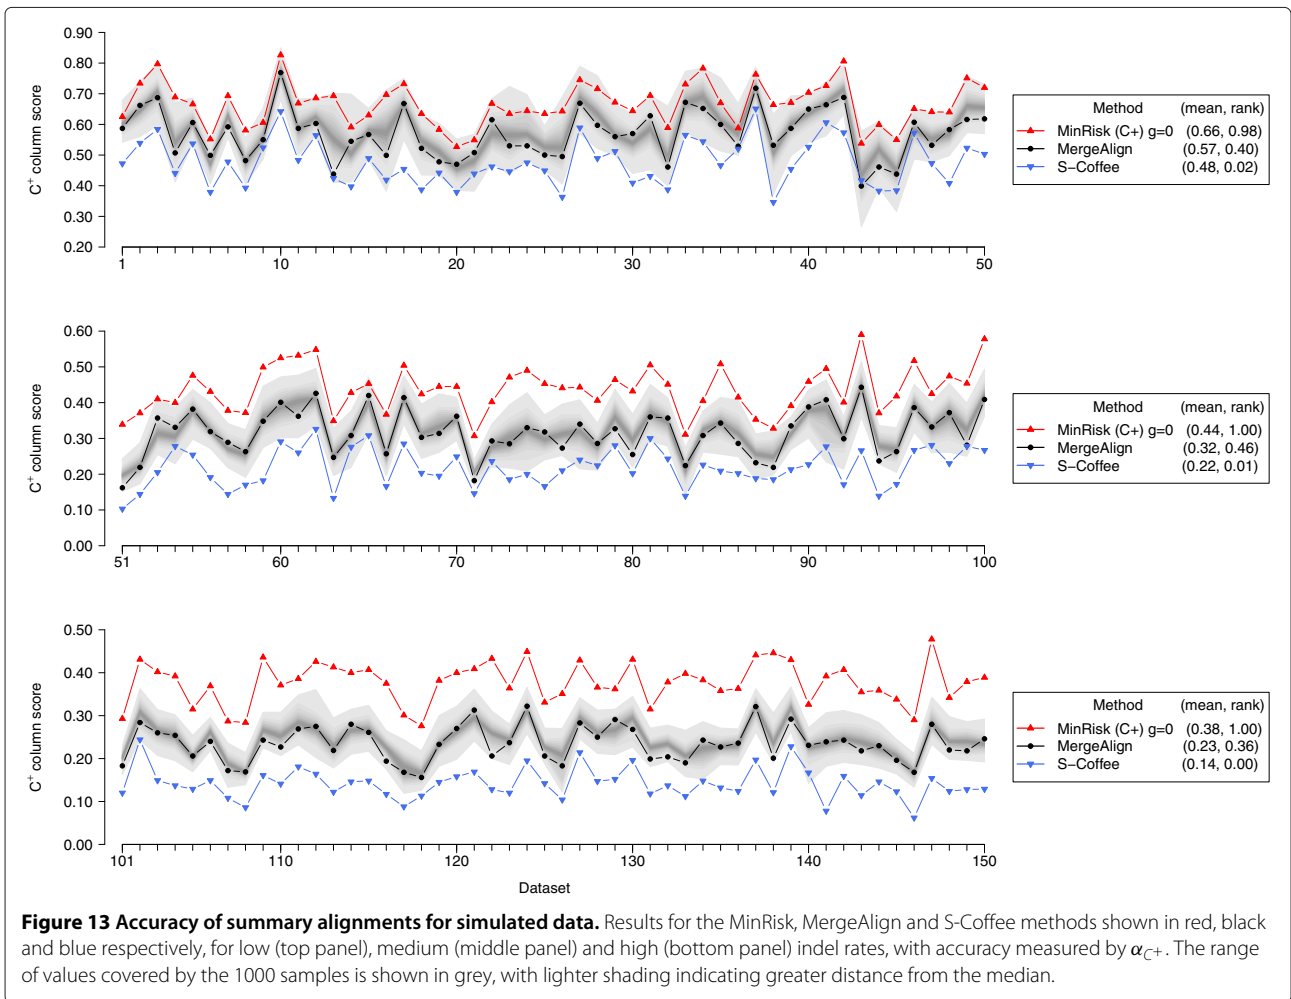 0.90
0.80
0.70
0.60
0.50
0.40
0.30
0.20
C+ column score
1 10 20 30 40 50
Method (mean, rank)
MinRisk (C+) g=0 (0.66, 0.98)
MergeAlign (0.57, 0.40)
S−Coffee (0.48, 0.02)
0.60
0.50
0.40
0.30
0.20
0.10
0.00
C+ column score
51 60 70 80 90 100
Method (mean, rank)
MinRisk (C+) g=0 (0.44, 1.00)
MergeAlign (0.32, 0.46)
S−Coffee (0.22, 0.01)
0.50
0.40
0.30
0.20
0.10
0.00
C+ column score
101 110 120 130 140 150
Dataset
Method (mean, rank)
MinRisk (C+) g=0 (0.38, 1.00)
MergeAlign (0.23, 0.36)
S−Coffee (0.14, 0.00)
Figure 13 Accuracy of summary alignments for simulated data. Results for the MinRisk, MergeAlign and S-Coffee methods shown in red, black
and blue respectively, for low (top panel), medium (middle panel) and high (bottom panel) indel rates, with accuracy measured by αC+. The range
of values covered by the 1000 samples is shown in grey, with lighter shading indicating greater distance from the median.